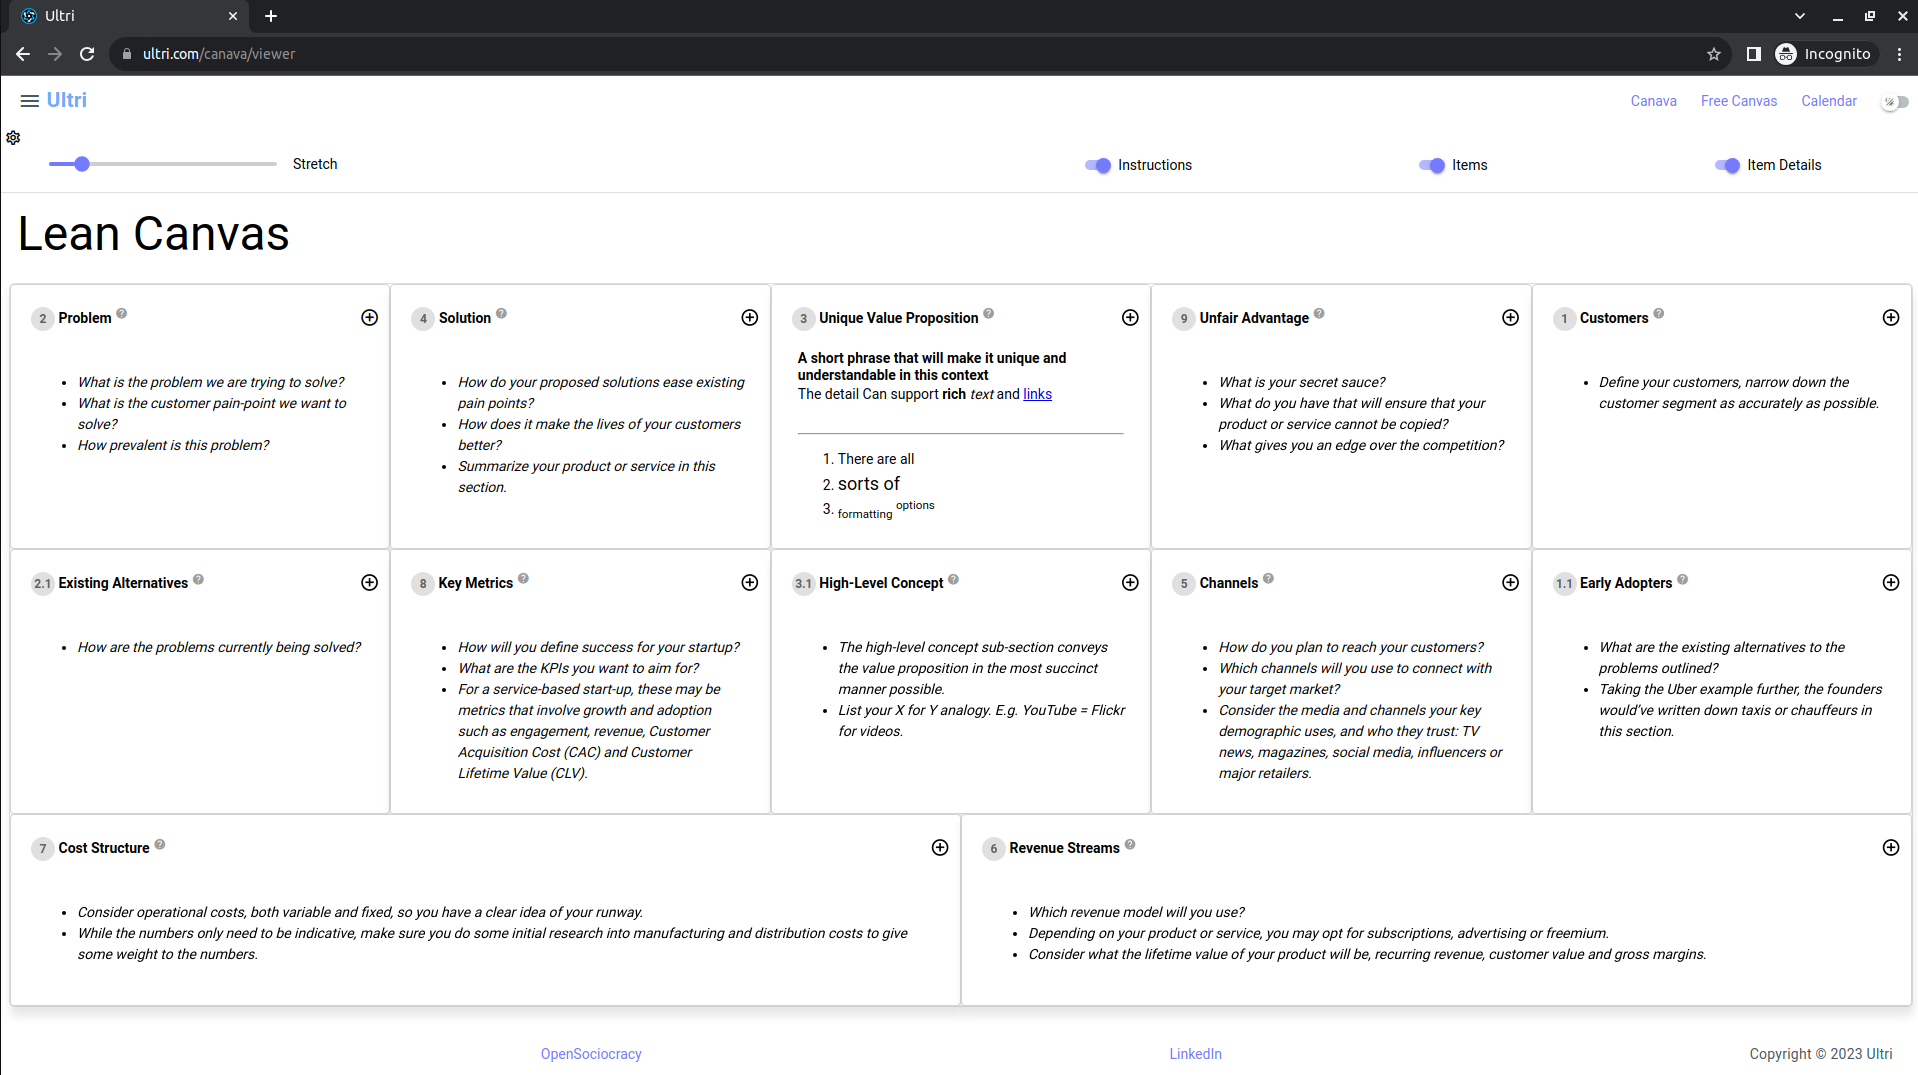 Ultri
ultri.com/canava/viewer
Incognito
Ultri
Canava
Free Canvas
Calendar
Stretch
Instructions
Items
Item Details
Lean Canvas
2 Problem ?
What is the problem we are trying to solve?
What is the customer pain-point we want to
solve?
How prevalent is this problem?
4 Solution ?
How do your proposed solutions ease existing
pain points?
How does it make the lives of your customers
better?
Summarize your product or service in this
section.
3 Unique Value Proposition ?
A short phrase that will make it unique and
understandable in this context
The detail Can support rich text and links
1. There are all
2. sorts of
3. formatting options
9 Unfair Advantage ?
What is your secret sauce?
What do you have that will ensure that your
product or service cannot be copied?
What gives you an edge over the competition?
1 Customers ?
Define your customers, narrow down the
customer segment as accurately as possible.
2.1 Existing Alternatives ?
How are the problems currently being solved?
8 Key Metrics ?
How will you define success for your startup?
What are the KPIs you want to aim for?
For a service-based start-up, these may be
metrics that involve growth and adoption
such as engagement, revenue, Customer
Acquisition Cost (CAC) and Customer
Lifetime Value (CLV).
3.1 High-Level Concept ?
The high-level concept sub-section conveys
the value proposition in the most succinct
manner possible.
List your X for Y analogy. E.g. YouTube = Flickr
for videos.
5 Channels ?
How do you plan to reach your customers?
Which channels will you use to connect with
your target market?
Consider the media and channels your key
demographic uses, and who they trust: TV
news, magazines, social media, influencers or
major retailers.
1.1 Early Adopters ?
What are the existing alternatives to the
problems outlined?
Taking the Uber example further, the founders
would've written down taxis or chauffeurs in
this section.
7 Cost Structure ?
Consider operational costs, both variable and fixed, so you have a clear idea of your runway.
While the numbers only need to be indicative, make sure you do some initial research into manufacturing and distribution costs to give
some weight to the numbers.
6 Revenue Streams ?
Which revenue model will you use?
Depending on your product or service, you may opt for subscriptions, advertising or freemium.
Consider what the lifetime value of your product will be, recurring revenue, customer value and gross margins.
OpenSociocracy
LinkedIn
Copyright © 2023 Ultri